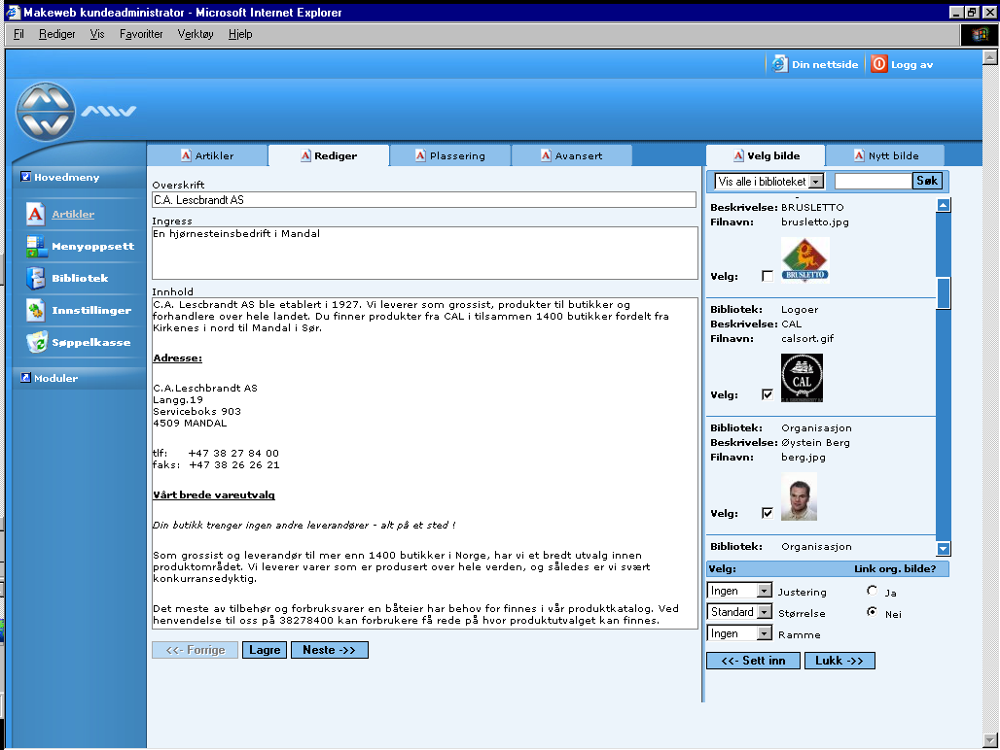 Makeweb kundeadministrator - Microsoft Internet Explorer
Fil Rediger Vis Favoritter Verktøy Hjelp
Din nettside Logg av
Artikler Rediger Plassering Avansert
Velg bilde Nytt bilde
Hovedmeny
Artikler
Menyoppsett
Bibliotek
Innstillinger
Søppelkasse
Moduler
Overskrift
C.A. Lescbrandt AS
Ingress
En hjørnesteinsbedrift i Mandal
Innhold
C.A. Lescbrandt AS ble etablert i 1927. Vi leverer som grossist, produkter til butikker og
forhandlere over hele landet. Du finner produkter fra CAL i tilsammen 1400 butikker fordelt fra
Kirkenes i nord til Mandal i Sør.
Adresse:
C.A.Leschbrandt AS
Langg.19
Serviceboks 903
4509 MANDAL
tlf: +47 38 27 84 00
faks: +47 38 26 26 21
Vårt brede vareutvalg
Din butikk trenger ingen andre leverandører - alt på et sted !
Som grossist og leverandør til mer enn 1400 butikker i Norge, har vi et bredt utvalg innen
produktområdet. Vi leverer varer som er produsert over hele verden, og således er vi svært
konkurransedyktig.
Det meste av tilbehør og forbruksvarer en båteier har behov for finnes i vår produktkatalog. Ved
henvendelse til oss på 38278400 kan forbrukere få rede på hvor produktutvalget kan finnes.
<<- Forrige Lagre Neste ->>
Vis alle i biblioteket Søk
Beskrivelse: BRUSLETTO
Filnavn: brusletto.jpg
BRUSLETTO
Velg:
Bibliotek: Logoer
Beskrivelse: CAL
Filnavn: calsort.gif
CAL
Velg:
Bibliotek: Organisasjon
Beskrivelse: Øystein Berg
Filnavn: berg.jpg
Velg:
Bibliotek: Organisasjon
Velg: Link org. bilde?
Ingen Justering Ja
Standard Størrelse Nei
Ingen Ramme
<<- Sett inn Lukk ->>